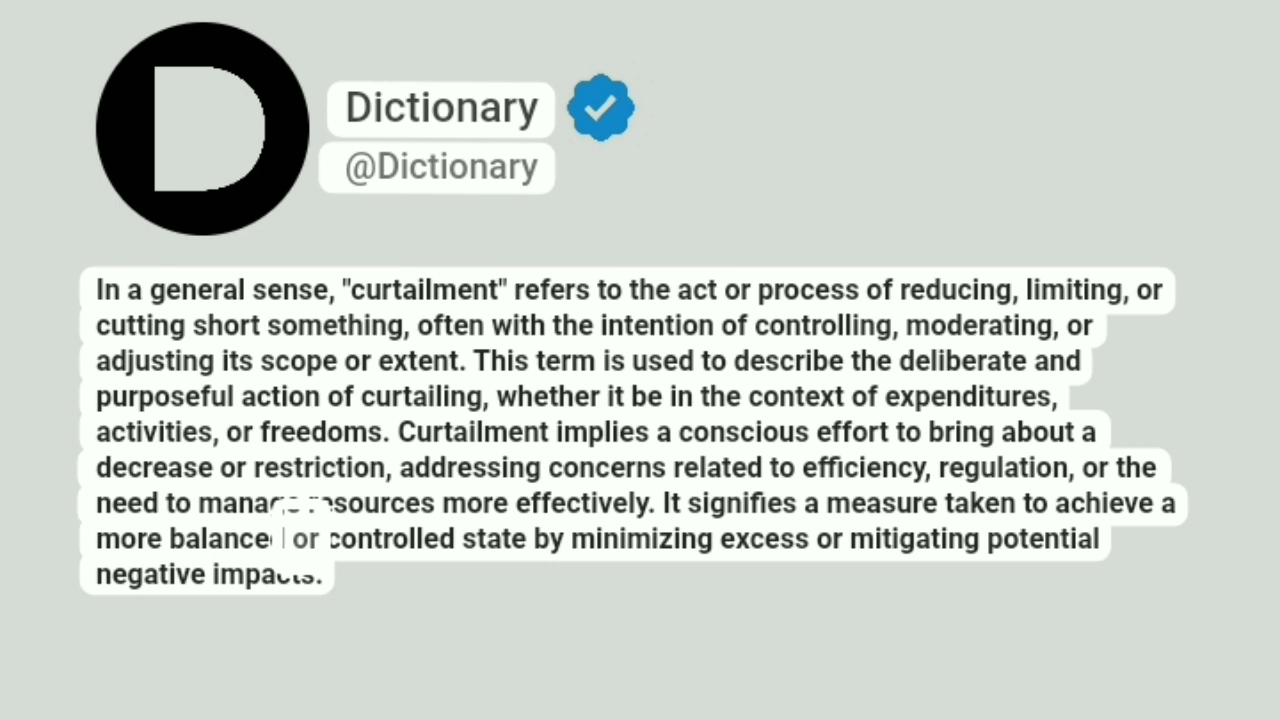 D
Dictionary
@Dictionary
In a general sense, "curtailment" refers to the act or process of reducing, limiting, or
cutting short something, often with the intention of controlling, moderating, or
adjusting its scope or extent. This term is used to describe the deliberate and
purposeful action of curtailing, whether it be in the context of expenditures,
activities, or freedoms. Curtailment implies a conscious effort to bring about a
decrease or restriction, addressing concerns related to efficiency, regulation, or the
need to manage resources more effectively. It signifies a measure taken to achieve a
more balanced or controlled state by minimizing excess or mitigating potential
negative impacts.